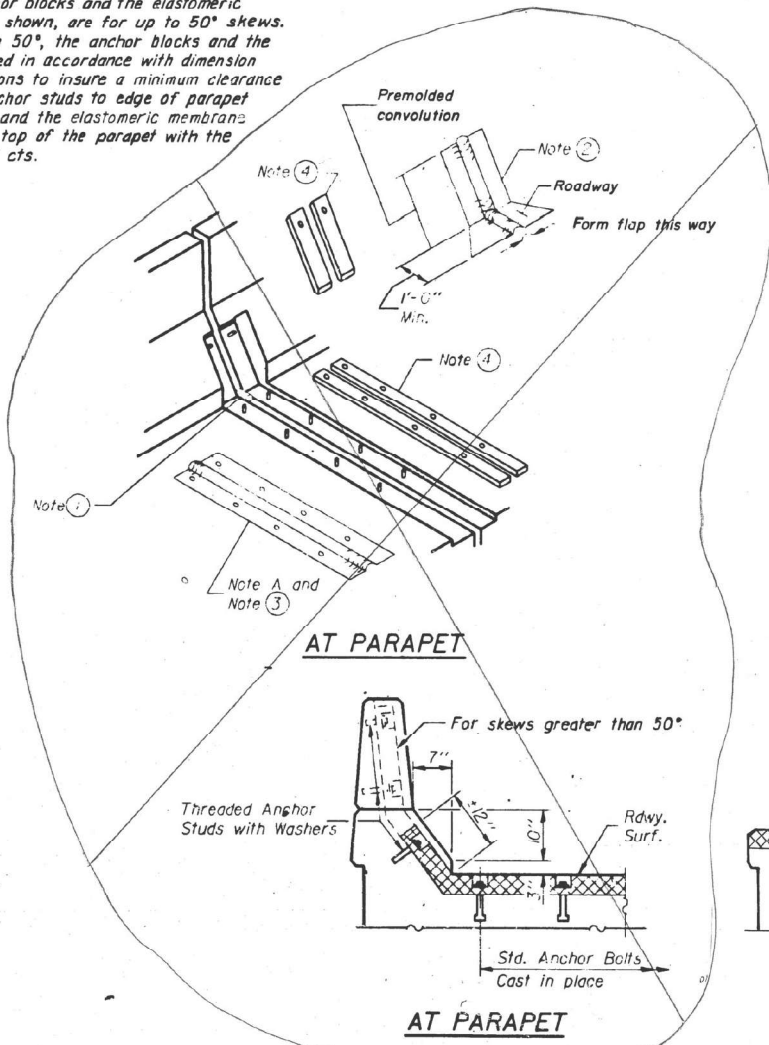 or blocks and the elastomeric
shown, are for up to 50° skews.
50°, the anchor blocks and the
ed in accordance with dimension
ons to insure a minimum clearance
chor studs to edge of parapet
and the elastomeric membrane
top of the parapet with the
cts.
Premolded
convolution
Note 2
Note 4
Roadway
Form flap this way
1'-0"
Min.
Note 4
Note 1
Note A and
Note 3
AT PARAPET
For skews greater than 50°
7"
Threaded Anchor
Studs with Washers
12"
10"
Rdwy.
Surf.
3"
Std. Anchor Bolts
Cast in place
AT PARAPET